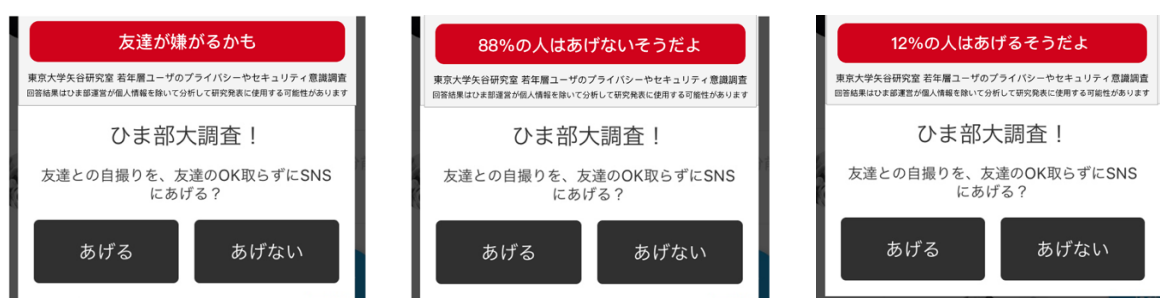 友達が嫌がるかも
東京大学矢谷研究室 若年層ユーザのプライバシーやセキュリティ意識調査
回答結果はひま部運営が個人情報を除いて分析して研究発表に使用する可能性があります
ひま部大調査！
友達との自撮りを、友達のOK取らずにSNS
にあげる？
あげる
あげない
88%の人はあげないそうだよ
東京大学矢谷研究室 若年層ユーザのプライバシーやセキュリティ意識調査
回答結果はひま部運営が個人情報を除いて分析して研究発表に使用する可能性があります
ひま部大調査！
友達との自撮りを、友達のOK取らずにSNS
にあげる？
あげる
あげない
12%の人はあげるそうだよ
東京大学矢谷研究室 若年層ユーザのプライバシーやセキュリティ意識調査
回答結果はひま部運営が個人情報を除いて分析して研究発表に使用する可能性があります
ひま部大調査！
友達との自撮りを、友達のOK取らずにSNS
にあげる？
あげる
あげない